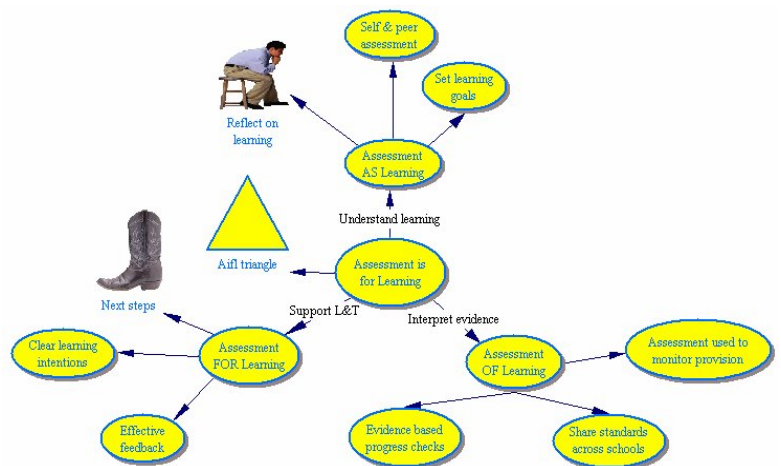 Self & peer
assessment
Set learning
goals
Reflect on
learning
Assessment
AS Learning
Understand learning
Aifl triangle
Assessment is
for Learning
Next steps
Support L&T
Interpret evidence
Clear learning
intentions
Assessment
FOR Learning
Assessment
OF Learning
Assessment used to
monitor provision
Effective
feedback
Evidence based
progress checks
Share standards
across schools